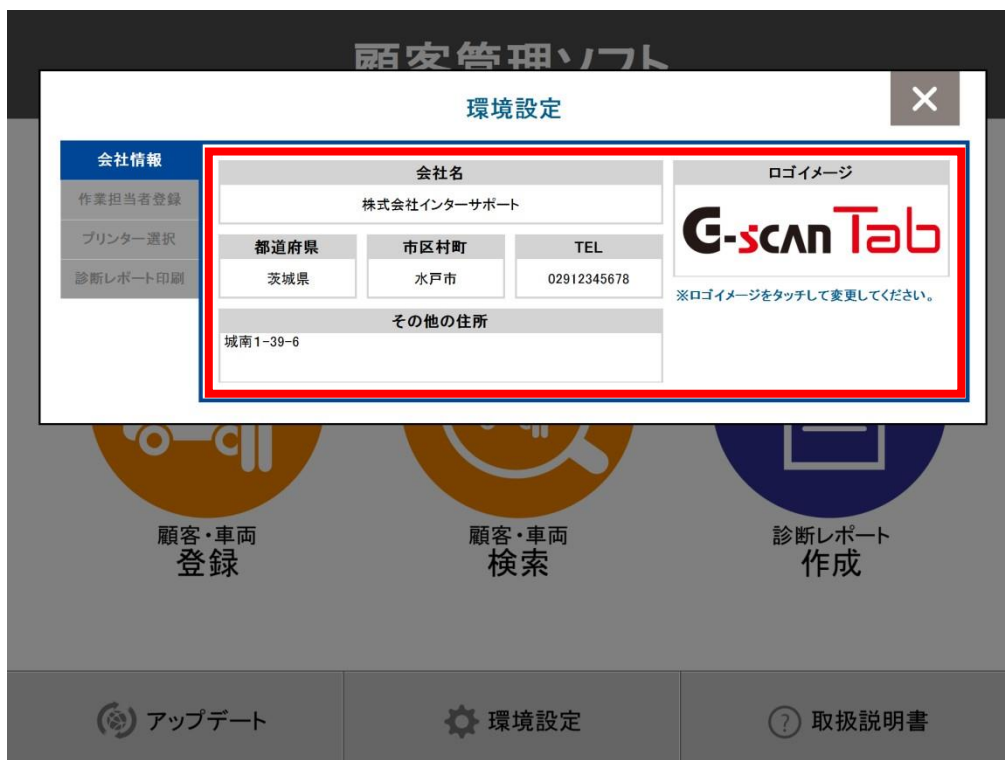 顧客管理ソフト
環境設定
会社情報
作業担当者登録
プリンター選択
診断レポート印刷
会社名
株式会社インターサポート
都道府県 市区村町 TEL
茨城県 水戸市 02912345678
その他の住所
城南1-39-6
ロゴイメージ
G-scan Tab
※ロゴイメージをタッチして変更してください。
顧客・車両
登録
顧客・車両
検索
診断レポート
作成
アップデート
環境設定
? 取扱説明書